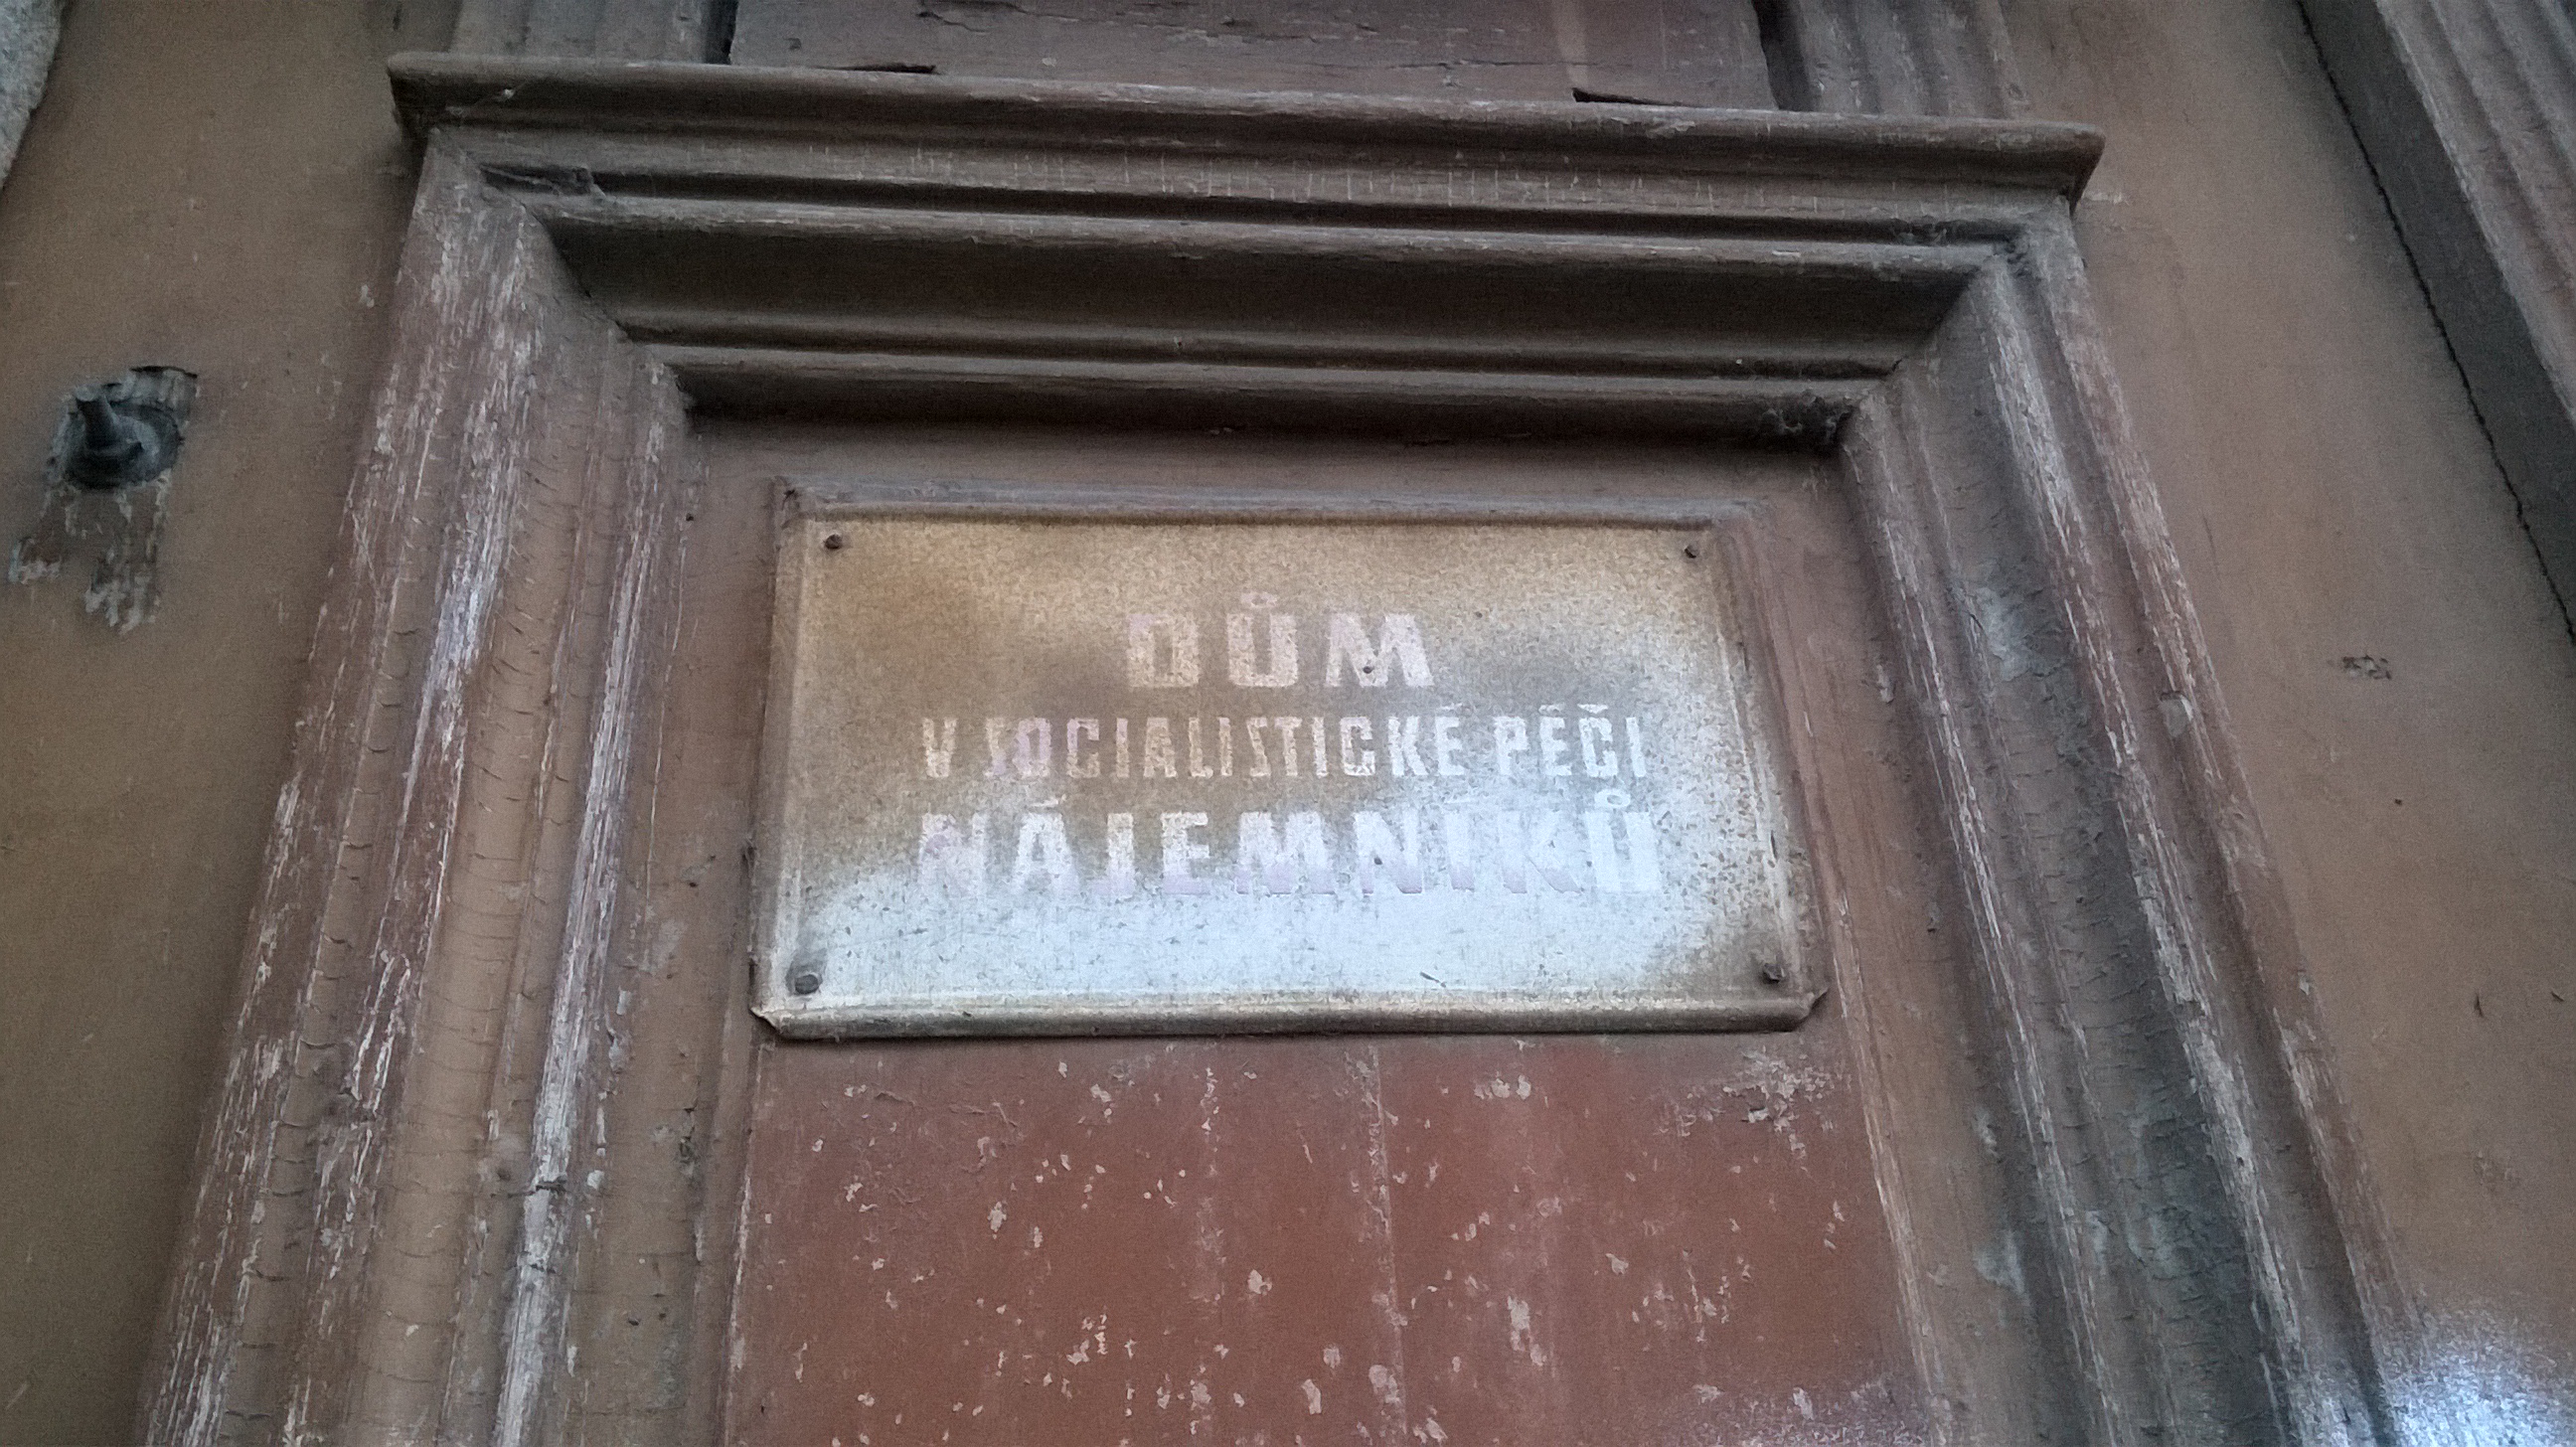 DŮM
V SOCIALISTICKÉ PÉČI
NÁJEMNÍKŮ